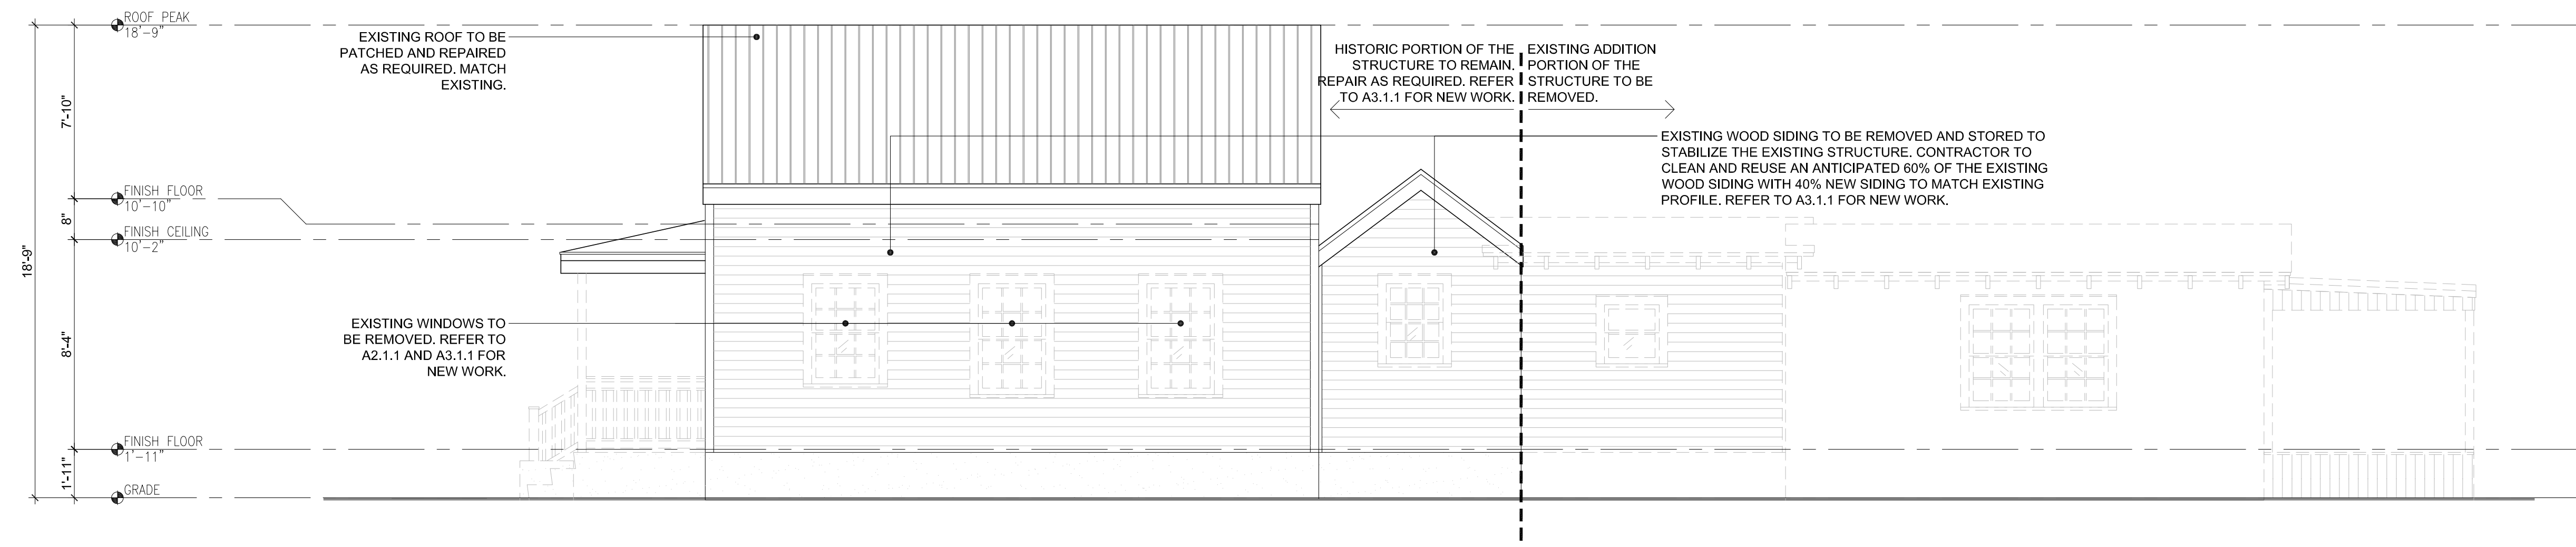 ROOF PEAK
18'-9"
EXISTING ROOF TO BE
PATCHED AND REPAIRED
AS REQUIRED. MATCH
EXISTING.
HISTORIC PORTION OF THE
STRUCTURE TO REMAIN.
REPAIR AS REQUIRED. REFER
TO A3.1.1 FOR NEW WORK.
EXISTING ADDITION
PORTION OF THE
STRUCTURE TO BE
REMOVED.
EXISTING WOOD SIDING TO BE REMOVED AND STORED TO
STABILIZE THE EXISTING STRUCTURE. CONTRACTOR TO
CLEAN AND REUSE AN ANTICIPATED 60% OF THE EXISTING
WOOD SIDING WITH 40% NEW SIDING TO MATCH EXISTING
PROFILE. REFER TO A3.1.1 FOR NEW WORK.
7'-10"
FINISH FLOOR
10'-10"
8"
FINISH CEILING
10'-2"
18'-9"
EXISTING WINDOWS TO
BE REMOVED. REFER TO
A2.1.1 AND A3.1.1 FOR
NEW WORK.
8'-4"
FINISH FLOOR
1'-11"
1'-11"
GRADE